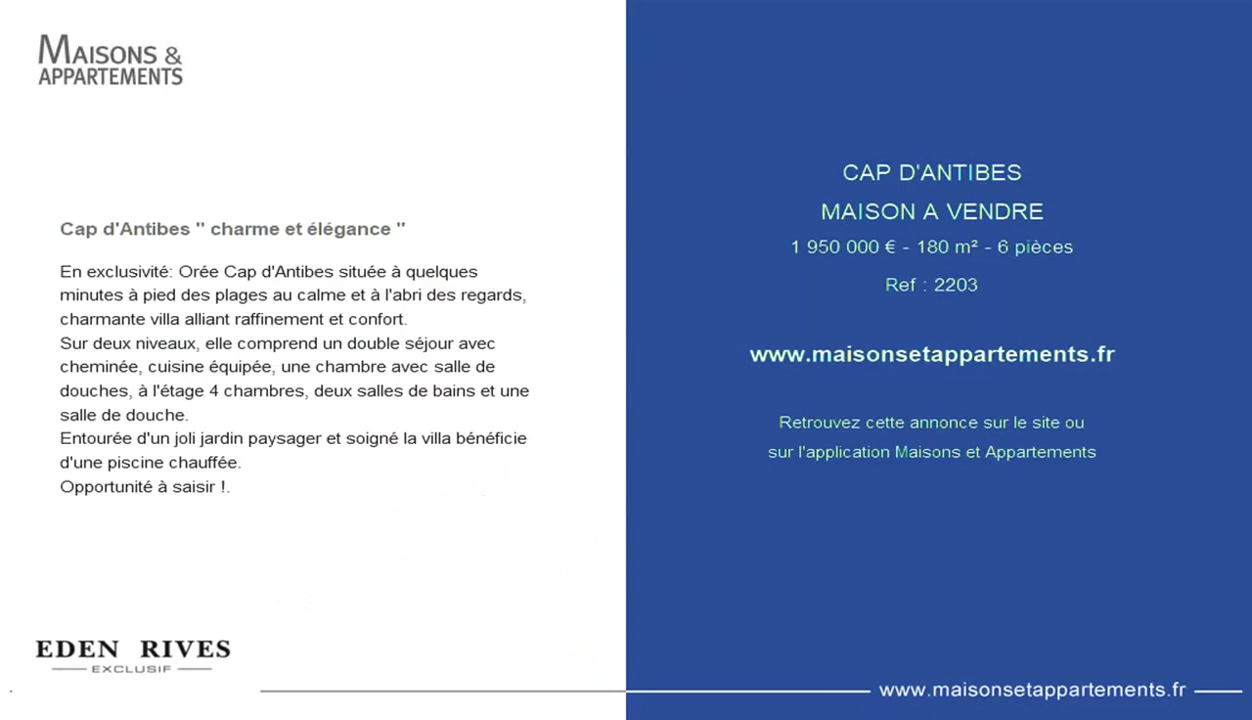 MAISONS &
APPARTEMENTS
Cap d'Antibes " charme et élégance "
En exclusivité: Orée Cap d'Antibes située à quelques
minutes à pied des plages au calme et à l'abri des regards,
charmante villa alliant raffinement et confort.
Sur deux niveaux, elle comprend un double séjour avec
cheminée, cuisine équipée, une chambre avec salle de
douches, à l'étage 4 chambres, deux salles de bains et une
salle de douche.
Entourée d'un joli jardin paysager et soigné la villa bénéficie
d'une piscine chauffée.
Opportunité à saisir !.
EDEN RIVES
EXCLUSIF
CAP D'ANTIBES
MAISON A VENDRE
1 950 000 € - 180 m² - 6 pièces
Ref : 2203
www.maisonsetappartements.fr
Retrouvez cette annonce sur le site ou
sur l'application Maisons et Appartements
www.maisonsetappartements.fr